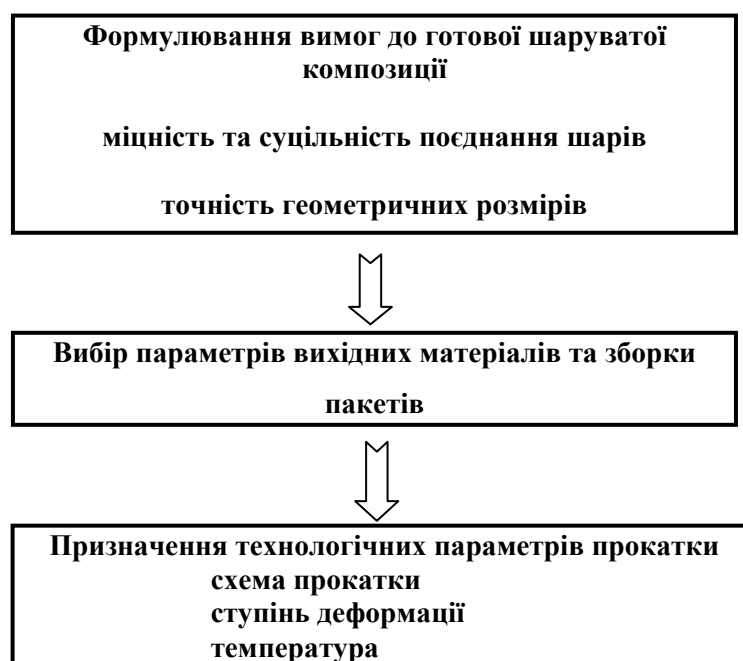 Формулювання вимог до готової шаруватої
композиції
міцність та суцільність поєднання шарів
точність геометричних розмірів
Вибір параметрів вихідних матеріалів та зборки
пакетів
Призначення технологічних параметрів прокатки
схема прокатки
ступінь деформації
температура